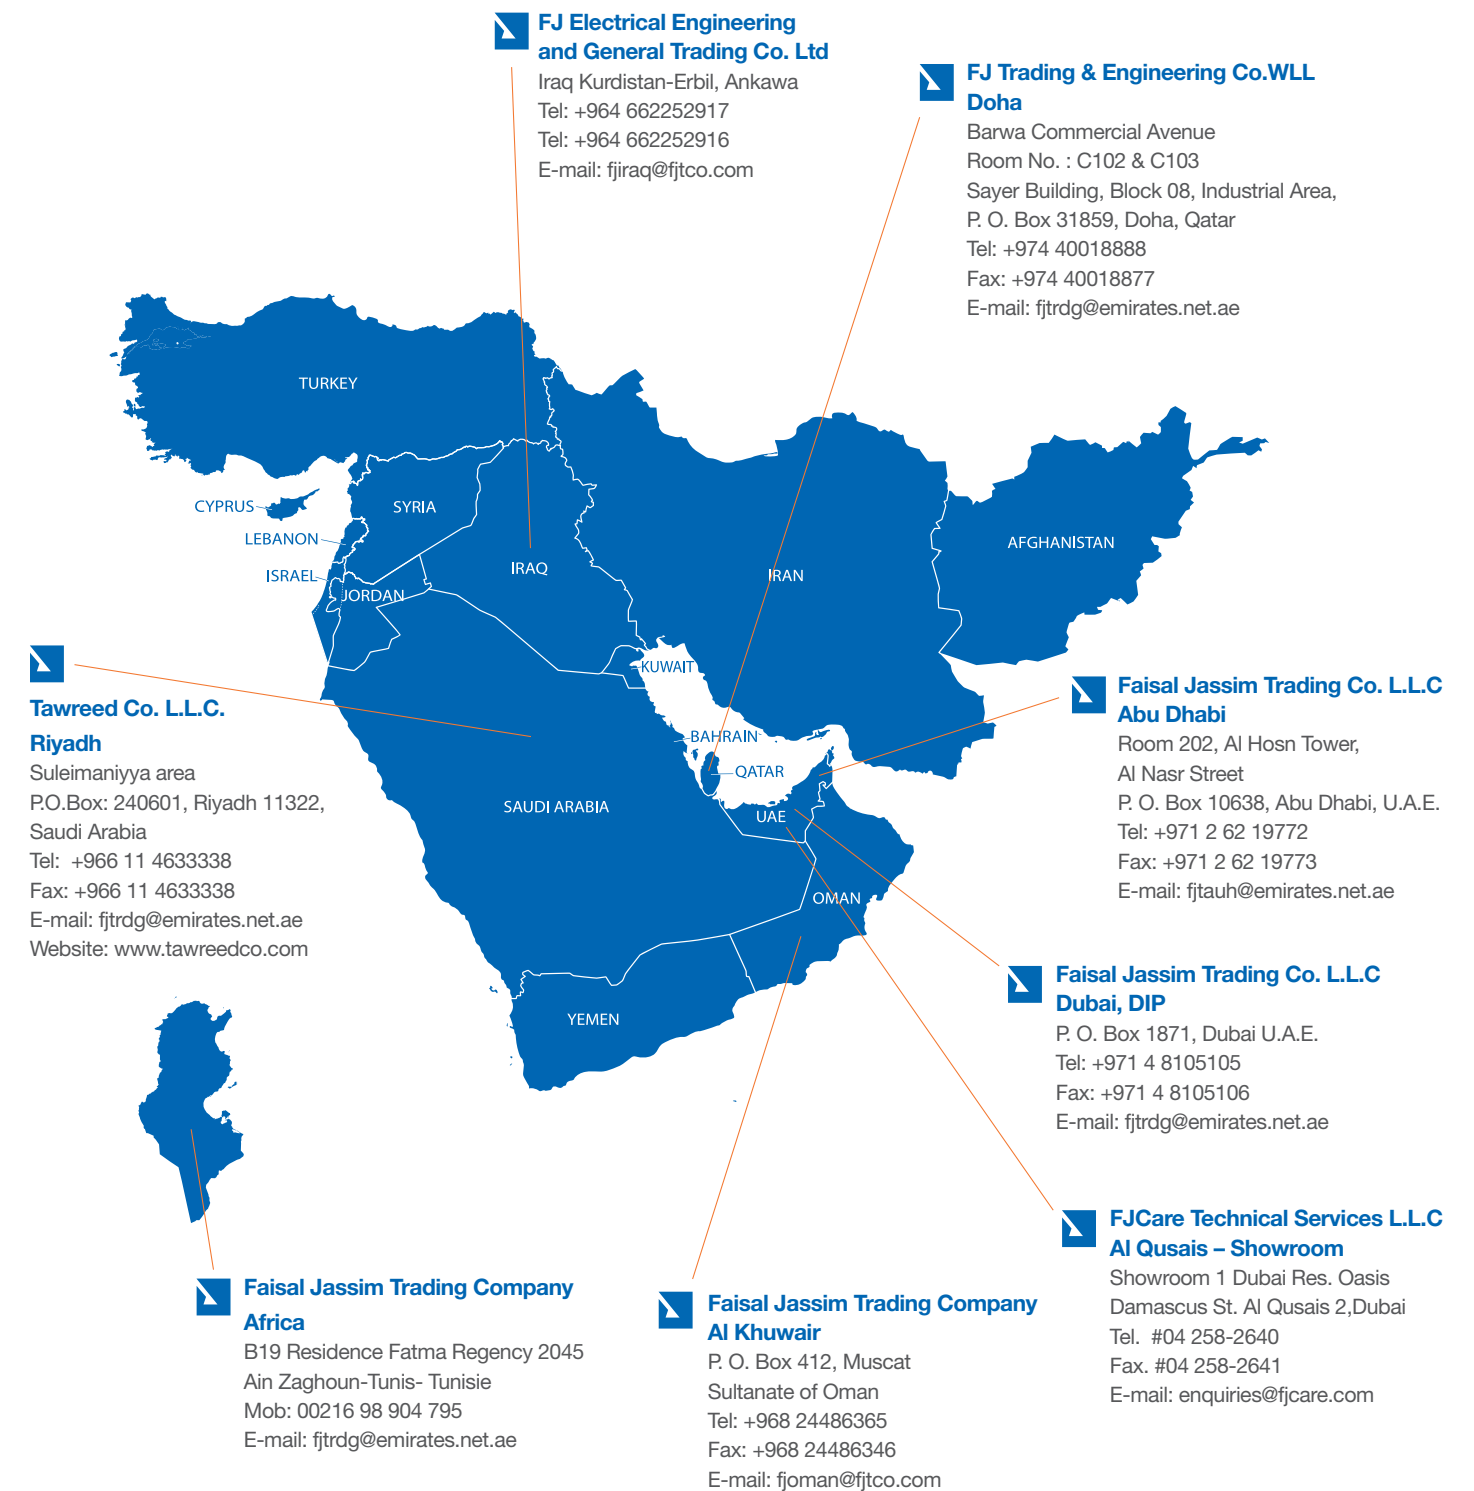 FJ Electrical Engineering
and General Trading Co. Ltd
Iraq Kurdistan-Erbil, Ankawa
Tel: +964 662252917
Tel: +964 662252916
E-mail: fjiraq@fjtco.com
FJ Trading & Engineering Co.WLL
Doha
Barwa Commercial Avenue
Room No. : C102 & C103
Sayer Building, Block 08, Industrial Area,
P. O. Box 31859, Doha, Qatar
Tel: +974 40018888
Fax: +974 40018877
E-mail: fjtrdg@emirates.net.ae
TURKEY
CYPRUS
SYRIA
LEBANON
ISRAEL
JORDAN
IRAQ
IRAN
AFGHANISTAN
KUWAIT
BAHRAIN
QATAR
SAUDI ARABIA
UAE
OMAN
YEMEN
Tawreed Co. L.L.C.
Riyadh
Suleimaniyya area
P.O.Box: 240601, Riyadh 11322,
Saudi Arabia
Tel:  +966 11 4633338
Fax: +966 11 4633338
E-mail: fjtrdg@emirates.net.ae
Website: www.tawreedco.com
Faisal Jassim Trading Co. L.L.C
Abu Dhabi
Room 202, Al Hosn Tower,
Al Nasr Street
P. O. Box 10638, Abu Dhabi, U.A.E.
Tel: +971 2 62 19772
Fax: +971 2 62 19773
E-mail: fjtauh@emirates.net.ae
Faisal Jassim Trading Co. L.L.C
Dubai, DIP
P. O. Box 1871, Dubai U.A.E.
Tel: +971 4 8105105
Fax: +971 4 8105106
E-mail: fjtrdg@emirates.net.ae
FJCare Technical Services L.L.C
Al Qusais – Showroom
Showroom 1 Dubai Res. Oasis
Damascus St. Al Qusais 2,Dubai
Tel.  #04 258-2640
Fax. #04 258-2641
E-mail: enquiries@fjcare.com
Faisal Jassim Trading Company
Africa
B19 Residence Fatma Regency 2045
Ain Zaghoun-Tunis- Tunisie
Mob: 00216 98 904 795
E-mail: fjtrdg@emirates.net.ae
Faisal Jassim Trading Company
Al Khuwair
P. O. Box 412, Muscat
Sultanate of Oman
Tel: +968 24486365
Fax: +968 24486346
E-mail: fjoman@fjtco.com